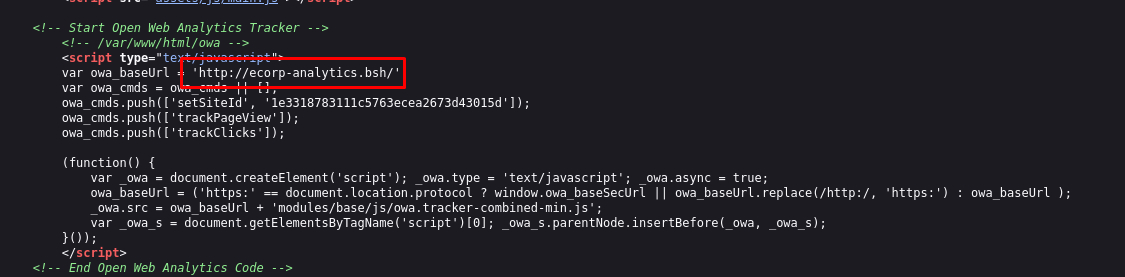 <script src="assets/js/main.js"></script>
<!-- Start Open Web Analytics Tracker -->
<!-- /var/www/html/owa -->
<script type="text/javascript">
var owa_baseUrl = 'http://ecorp-analytics.bsh/'
var owa_cmds = owa_cmds || [];
owa_cmds.push(['setSiteId', '1e3318783111c5763ecea2673d43015d']);
owa_cmds.push(['trackPageView']);
owa_cmds.push(['trackClicks']);
(function() {
var _owa = document.createElement('script'); _owa.type = 'text/javascript'; _owa.async = true;
owa_baseUrl = ('https:' == document.location.protocol ? window.owa_baseSecUrl || owa_baseUrl.replace(/http:/, 'https:') : owa_baseUrl );
_owa.src = owa_baseUrl + 'modules/base/js/owa.tracker-combined-min.js';
var _owa_s = document.getElementsByTagName('script')[0]; _owa_s.parentNode.insertBefore(_owa, _owa_s);
}());
</script>
<!-- End Open Web Analytics Code -->